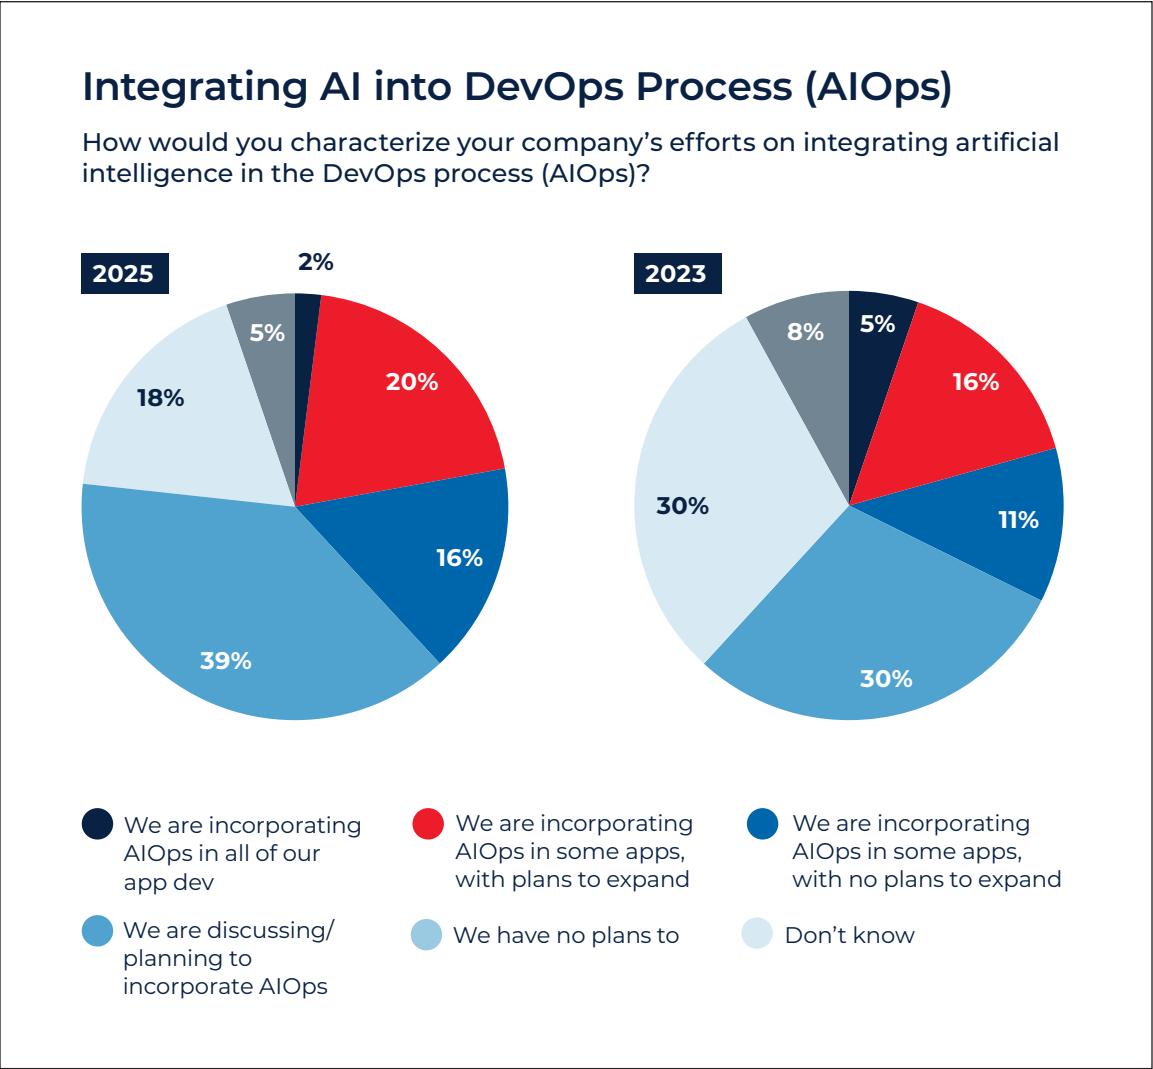 Integrating AI into DevOps Process (AIOps)
How would you characterize your company’s efforts on integrating artificial
intelligence in the DevOps process (AIOps)?
2025
2%
5%
20%
18%
16%
39%
2023
8%
5%
16%
30%
11%
30%
We are incorporating
AIOps in all of our
app dev
We are incorporating
AIOps in some apps,
with plans to expand
We are incorporating
AIOps in some apps,
with no plans to expand
We are discussing/
planning to
incorporate AIOps
We have no plans to
Don’t know